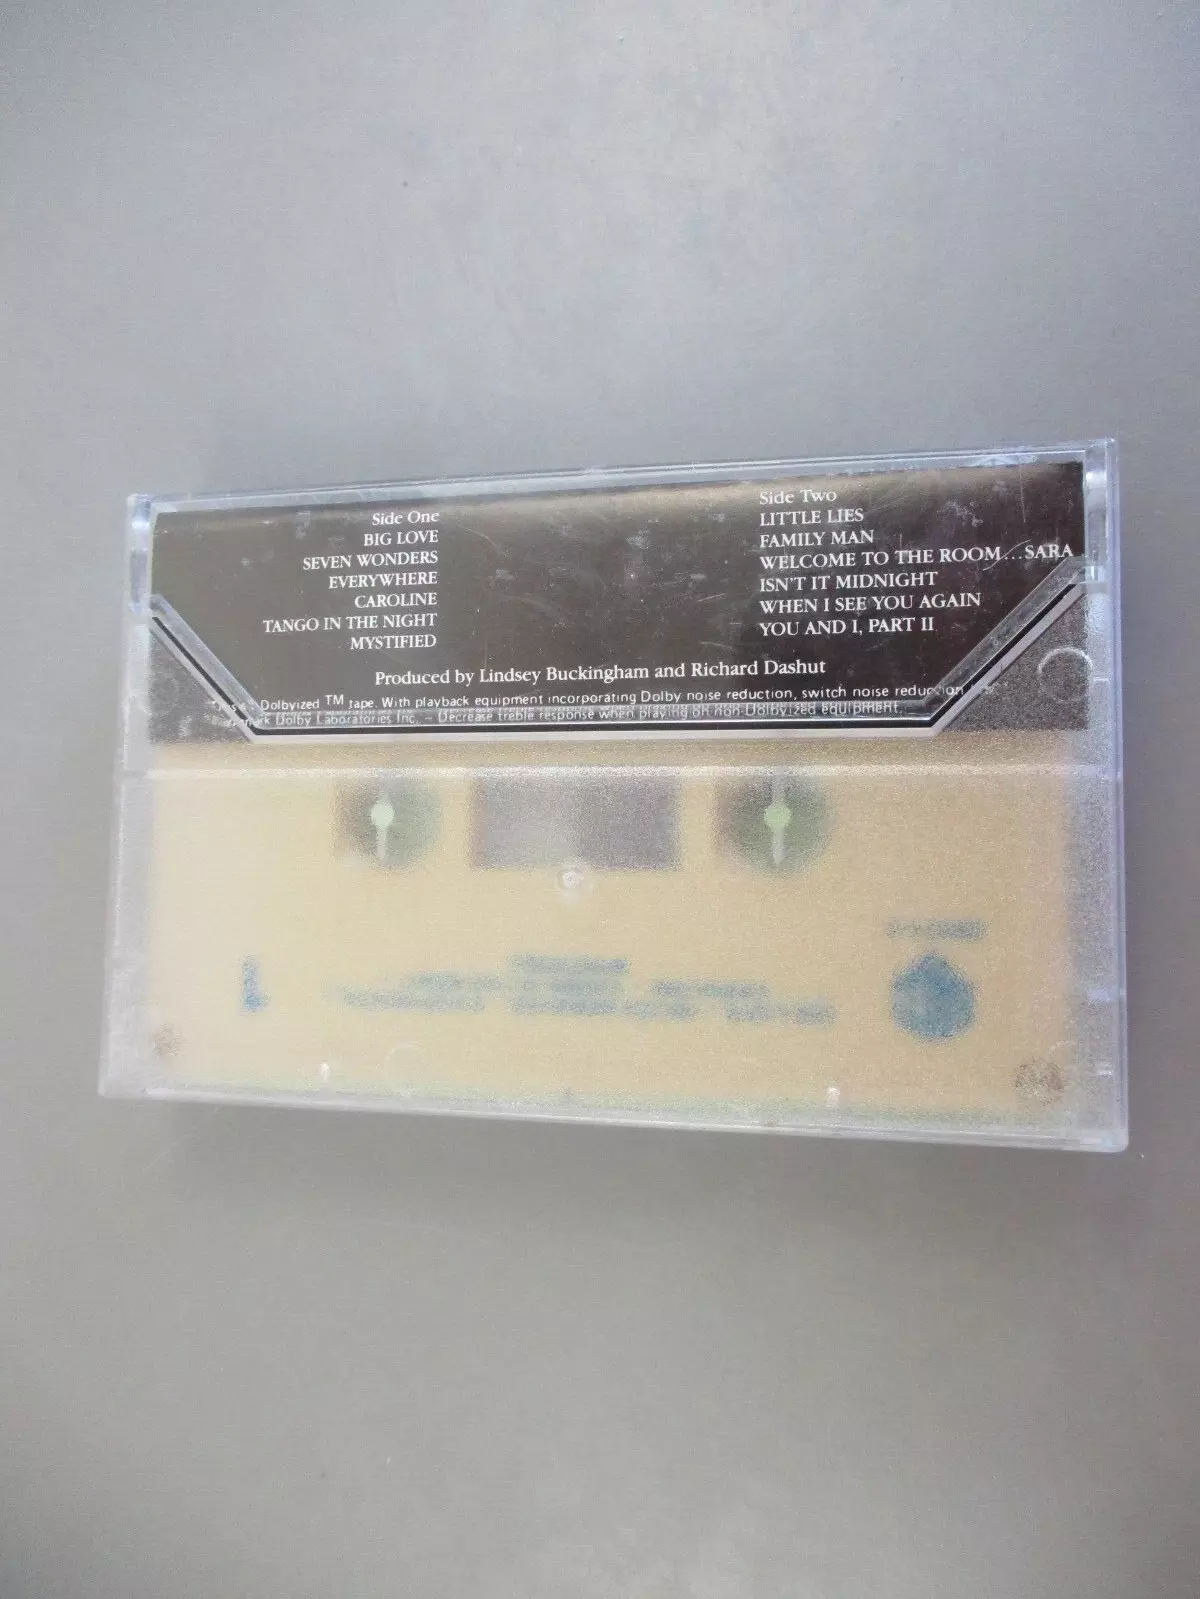 Side One
BIG LOVE
SEVEN WONDERS
EVERYWHERE
CAROLINE
TANGO IN THE NIGHT
MYSTIFIED
Side Two
LITTLE LIES
FAMILY MAN
WELCOME TO THE ROOM...SARA
ISN'T IT MIDNIGHT
WHEN I SEE YOU AGAIN
YOU AND I, PART II
Produced by Lindsey Buckingham and Richard Dashut
Dolbyized TM tape. With playback equipment incorporating Dolby noise reduction, switch noise reduction
Dolby Laboratories Inc. – Decrease treble response when playing on non-Dolbyized equipment.